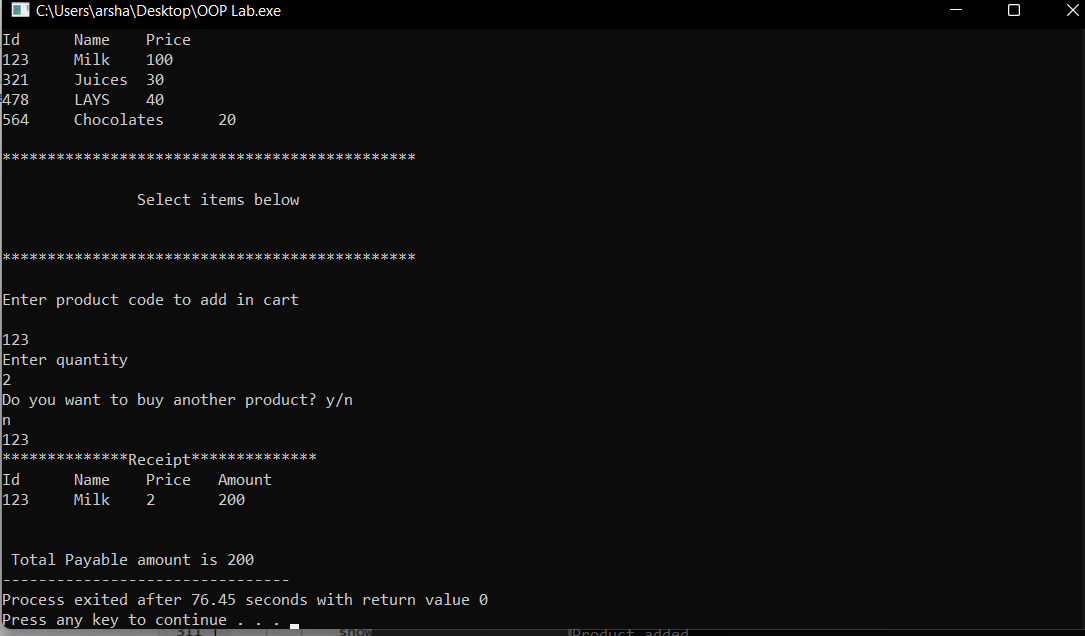 C:\Users\arsha\Desktop\OOP Lab.exe
Id Name Price
123 Milk 100
321 Juices 30
478 LAYS 40
564 Chocolates 20
**********************************************
Select items below
**********************************************
Enter product code to add in cart
123
Enter quantity
2
Do you want to buy another product? y/n
n
123
**************Receipt**************
Id Name Price Amount
123 Milk 2 200
Total Payable amount is 200
--------------------------------
Process exited after 76.45 seconds with return value 0
Press any key to continue . . .